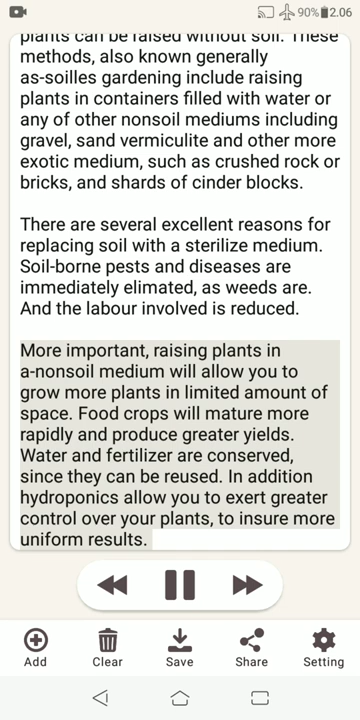 90% 2.06
plants can be raised without soil. These
methods, also known generally
as-soilles gardening include raising
plants in containers filled with water or
any of other nonsoil mediums including
gravel, sand vermiculite and other more
exotic medium, such as crushed rock or
bricks, and shards of cinder blocks.
There are several excellent reasons for
replacing soil with a sterilize medium.
Soil-borne pests and diseases are
immediately elimated, as weeds are.
And the labour involved is reduced.
More important, raising plants in
a-nonsoil medium will allow you to
grow more plants in limited amount of
space. Food crops will mature more
rapidly and produce greater yields.
Water and fertilizer are conserved,
since they can be reused. In addition
hydroponics allow you to exert greater
control over your plants, to insure more
uniform results.
Add Clear Save Share Setting